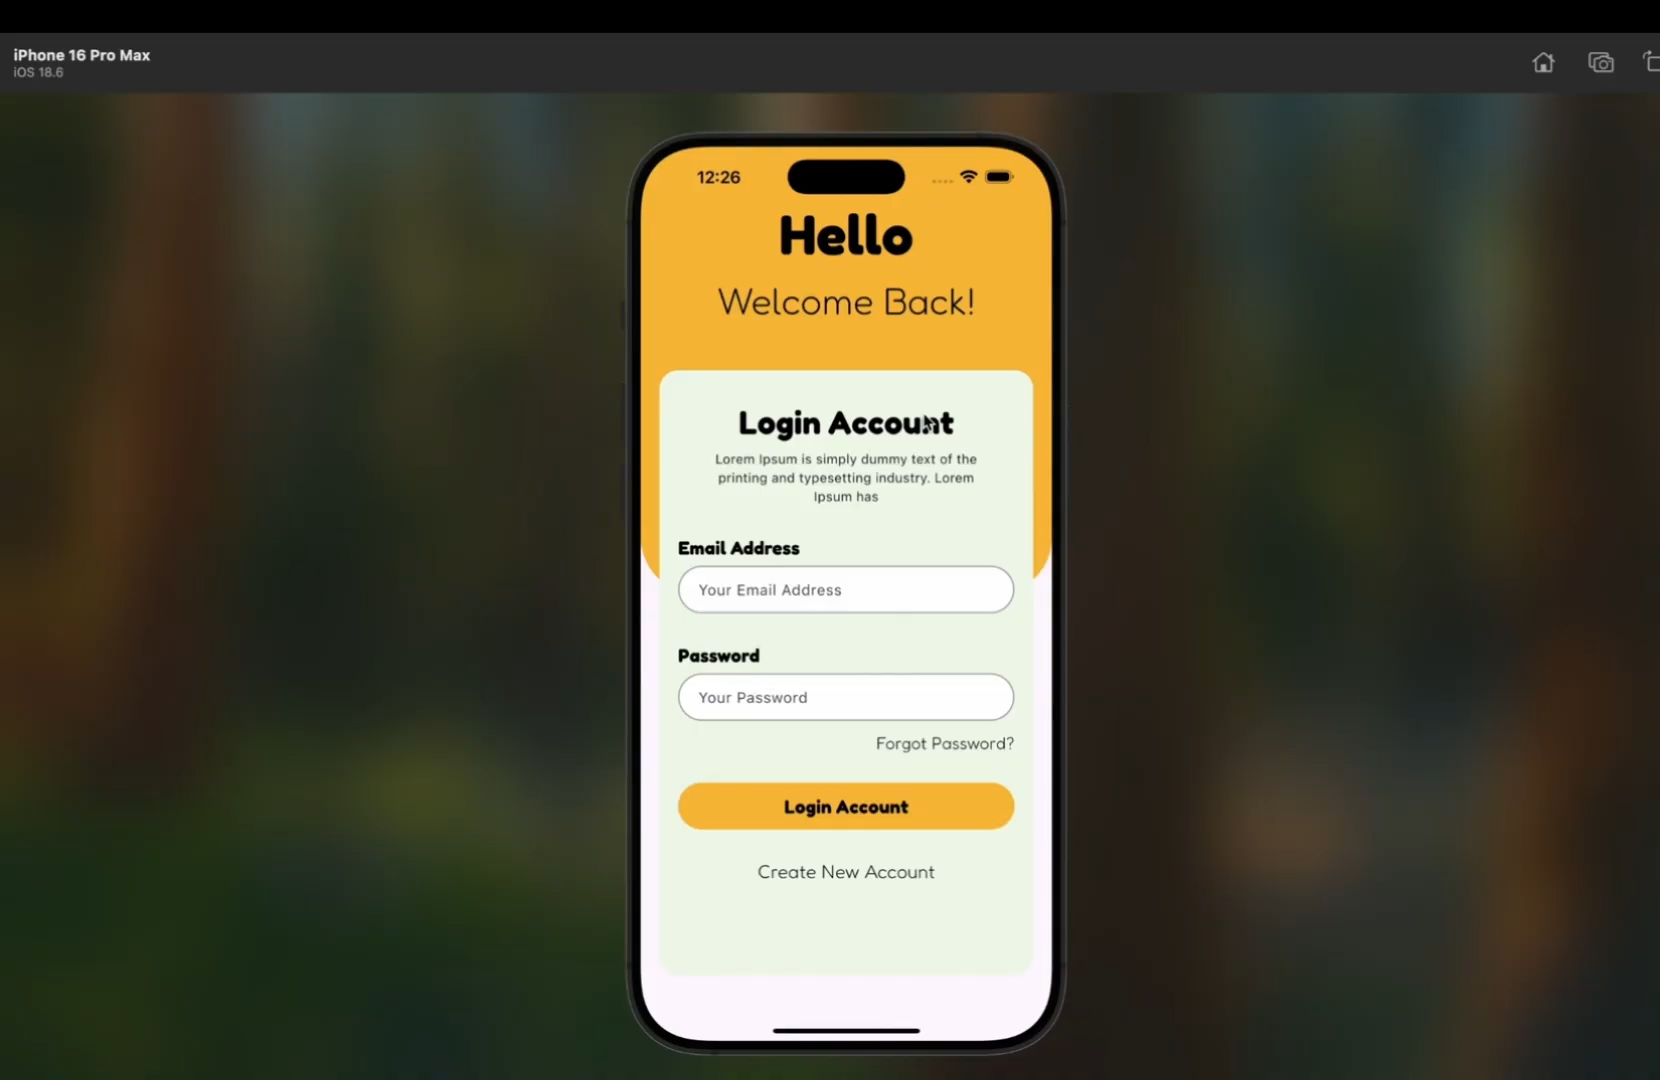 iPhone 16 Pro Max
iOS 18.6
12:26
Hello
Welcome Back!
Login Account
Lorem Ipsum is simply dummy text of the
printing and typesetting industry. Lorem
Ipsum has
Email Address
Your Email Address
Password
Your Password
Forgot Password?
Login Account
Create New Account